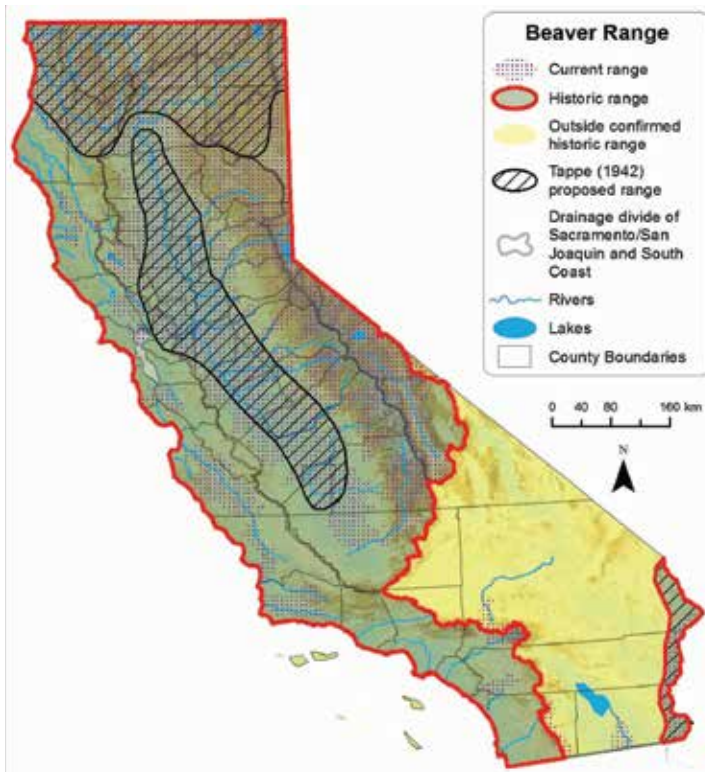 Beaver Range
Current range
Historic range
Outside confirmed
historic range
Tappe (1942)
proposed range
Drainage divide of
Sacramento/San
Joaquin and South
Coast
Rivers
Lakes
County Boundaries
0 40 80 160 km
N